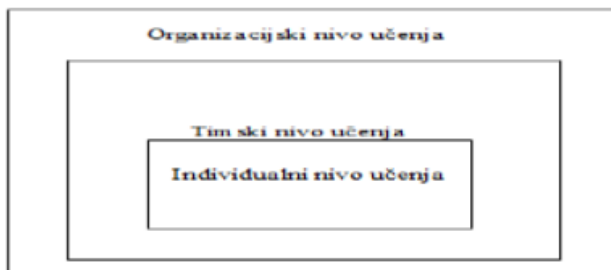 Organizacijski nivo učenja
Timski nivo učenja
Individualni nivo učenja